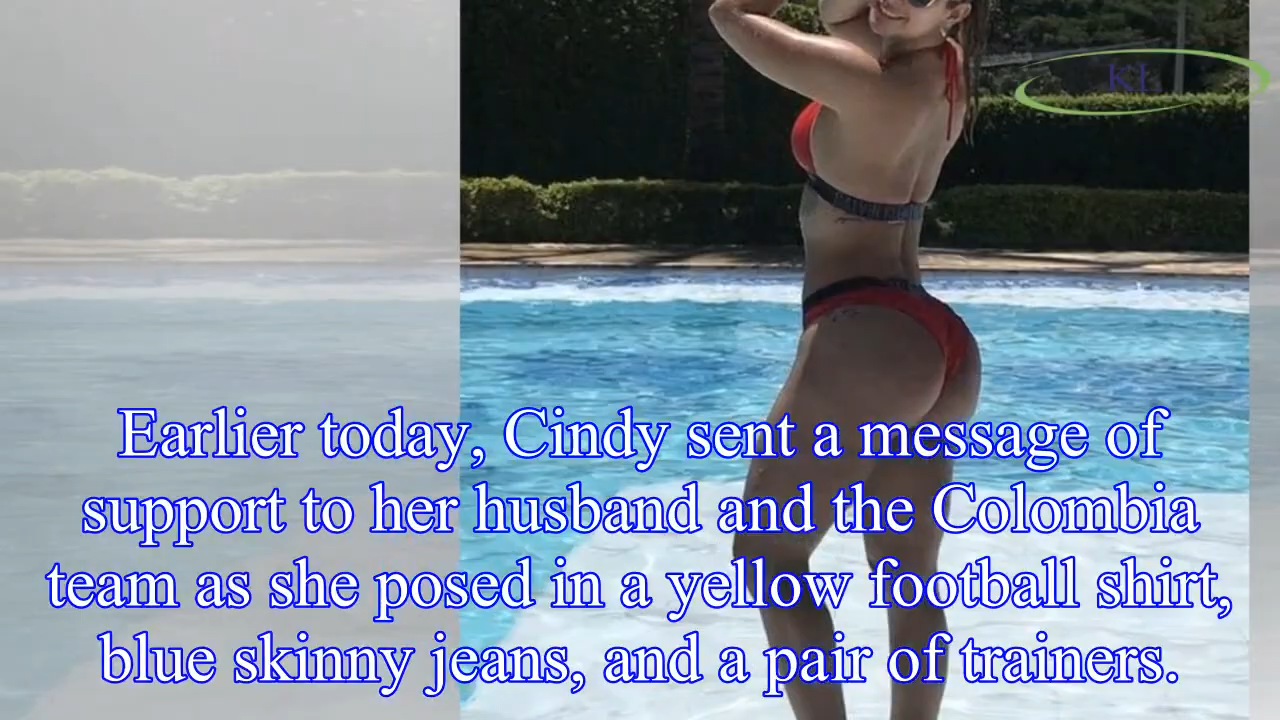 KL
Earlier today, Cindy sent a message of
support to her husband and the Colombia
team as she posed in a yellow football shirt,
blue skinny jeans, and a pair of trainers.